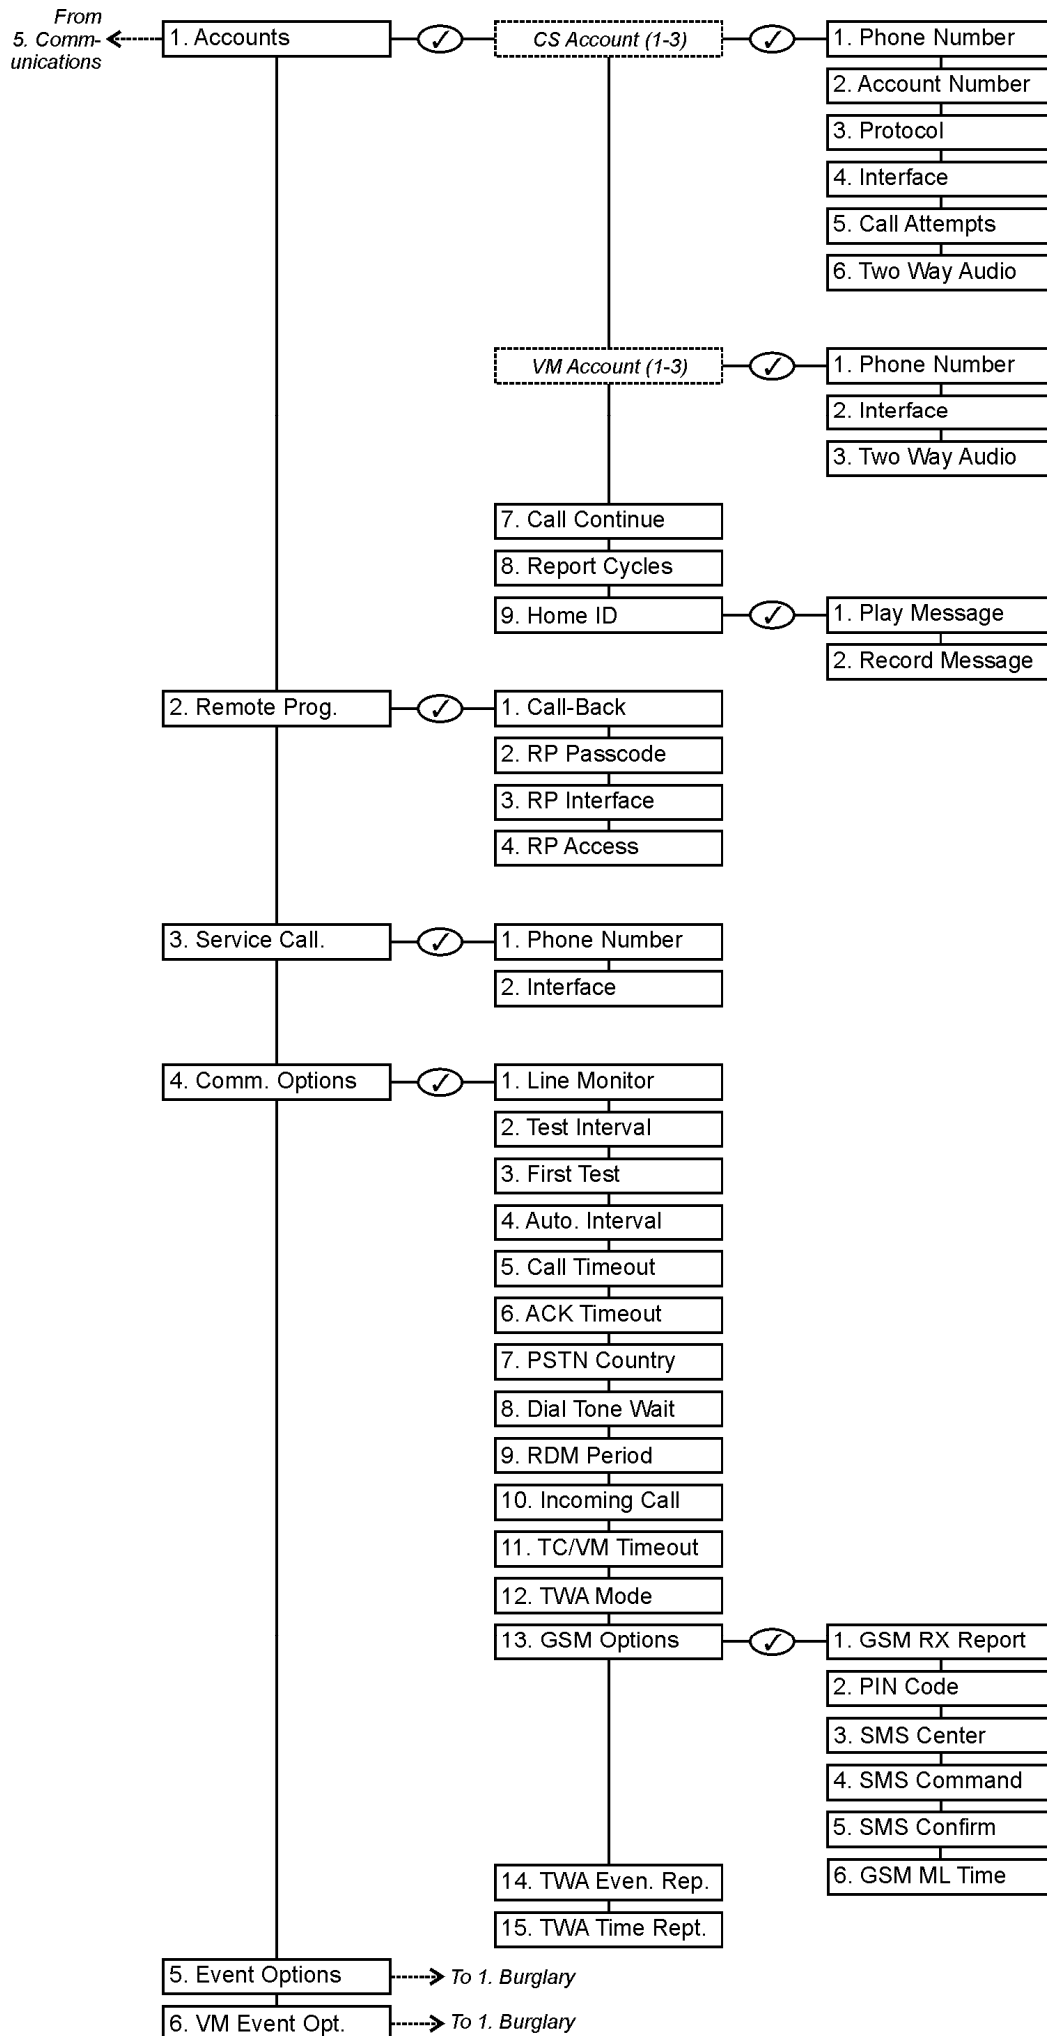 From
5. Comm-
unications
1. Accounts
CS Account (1-3)
1. Phone Number
2. Account Number
3. Protocol
4. Interface
5. Call Attempts
6. Two Way Audio
VM Account (1-3)
1. Phone Number
2. Interface
3. Two Way Audio
7. Call Continue
8. Report Cycles
9. Home ID
1. Play Message
2. Record Message
2. Remote Prog.
1. Call-Back
2. RP Passcode
3. RP Interface
4. RP Access
3. Service Call.
1. Phone Number
2. Interface
4. Comm. Options
1. Line Monitor
2. Test Interval
3. First Test
4. Auto. Interval
5. Call Timeout
6. ACK Timeout
7. PSTN Country
8. Dial Tone Wait
9. RDM Period
10. Incoming Call
11. TC/VM Timeout
12. TWA Mode
13. GSM Options
1. GSM RX Report
2. PIN Code
3. SMS Center
4. SMS Command
5. SMS Confirm
6. GSM ML Time
14. TWA Even. Rep.
15. TWA Time Rept.
5. Event Options
To 1. Burglary
6. VM Event Opt.
To 1. Burglary